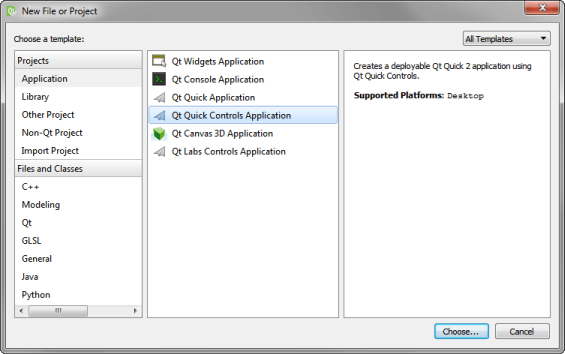 New File or Project
Choose a template:
All Templates
Projects
Application
Library
Other Project
Non-Qt Project
Import Project
Files and Classes
C++
Modeling
Qt
GLSL
General
Java
Python
Qt Widgets Application
Qt Console Application
Qt Quick Application
Qt Quick Controls Application
Qt Canvas 3D Application
Qt Labs Controls Application
Creates a deployable Qt Quick 2 application using
Qt Quick Controls.
Supported Platforms: Desktop
Choose...
Cancel